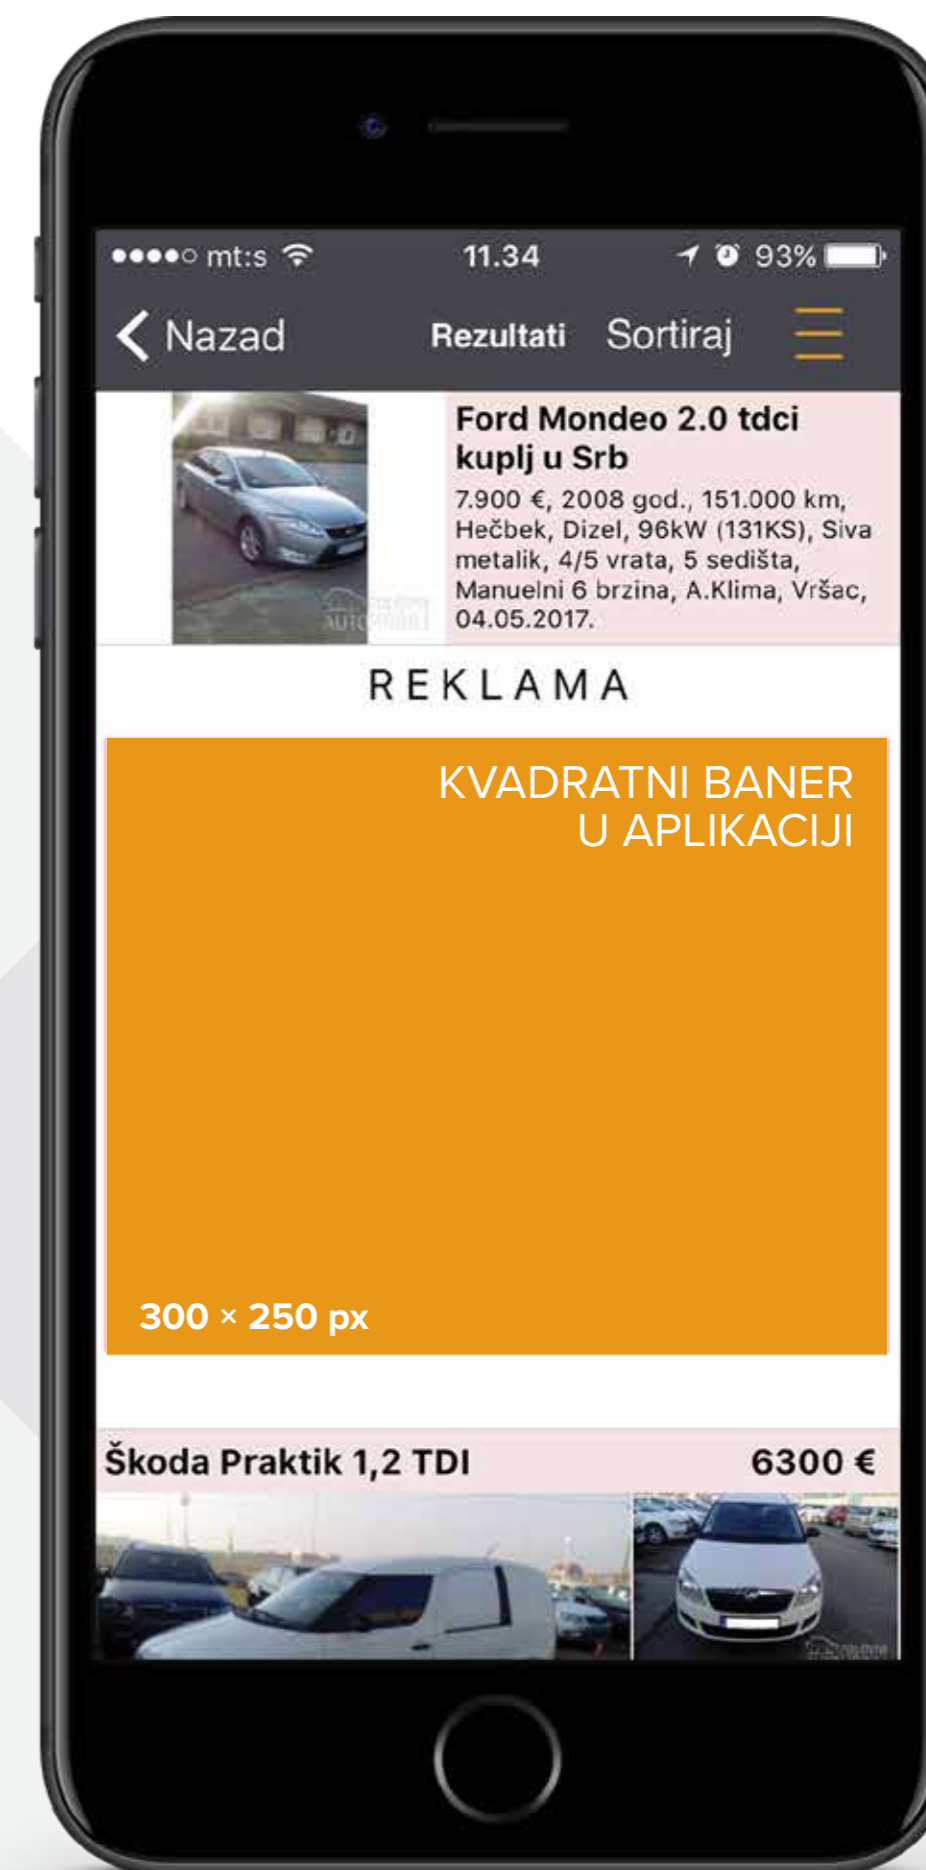 mt:s 11.34 93%
Nazad Rezultati Sortiraj
Ford Mondeo 2.0 tdci
kuplj u Srb
7.900 €, 2008 god., 151.000 km,
Hečbek, Dizel, 96kW (131KS), Siva
metalik, 4/5 vrata, 5 sedišta,
Manuelni 6 brzina, A.Klima, Vršac,
04.05.2017.
REKLAMA
KVADRATNI BANER
U APLIKACIJI
300 × 250 px
Škoda Praktik 1,2 TDI 6300 €